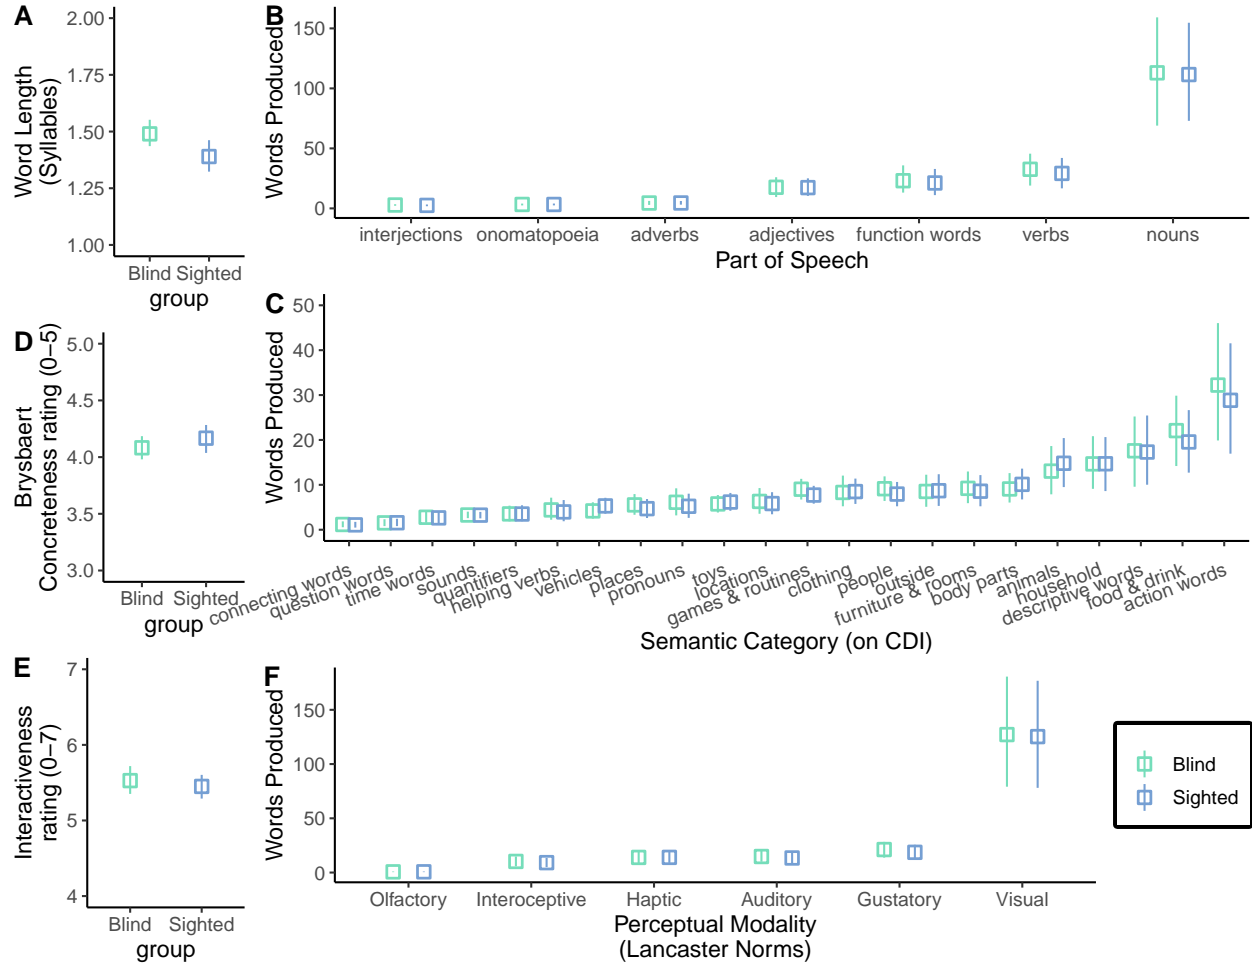 A
2.00
1.75
1.50
1.25
1.00
Word Length
(Syllables)
Blind Sighted
group
B
150
100
50
0
Words Produced
interjections onomatopoeia adverbs adjectives function words verbs nouns
Part of Speech
D
5.0
4.5
4.0
3.5
3.0
Brysbaert
Concreteness rating (0−5)
Blind Sighted
group
C
50
40
30
20
10
0
Words Produced
connecting words
question words
time words
sounds
quantifiers
helping verbs
vehicles
places
pronouns
toys
locations
games & routines
clothing
people
outside
furniture & rooms
body parts
animals
household
descriptive words
food & drink
action words
Semantic Category (on CDI)
E
7
6
5
4
Interactiveness
rating (0−7)
Blind Sighted
group
F
150
100
50
0
Words Produced
Olfactory Interoceptive Haptic Auditory Gustatory Visual
Perceptual Modality
(Lancaster Norms)
Blind
Sighted